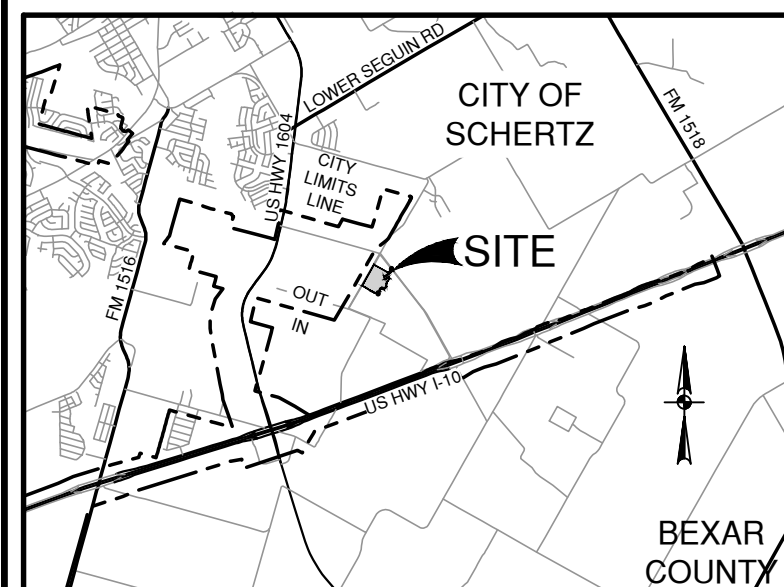 LOWER SEGUIN RD
CITY OF
SCHERTZ
FM 1518
US HWY 1604
CITY
LIMITS
LINE
SITE
FM 1516
OUT
IN
US HWY I-10
BEXAR
COUNTY